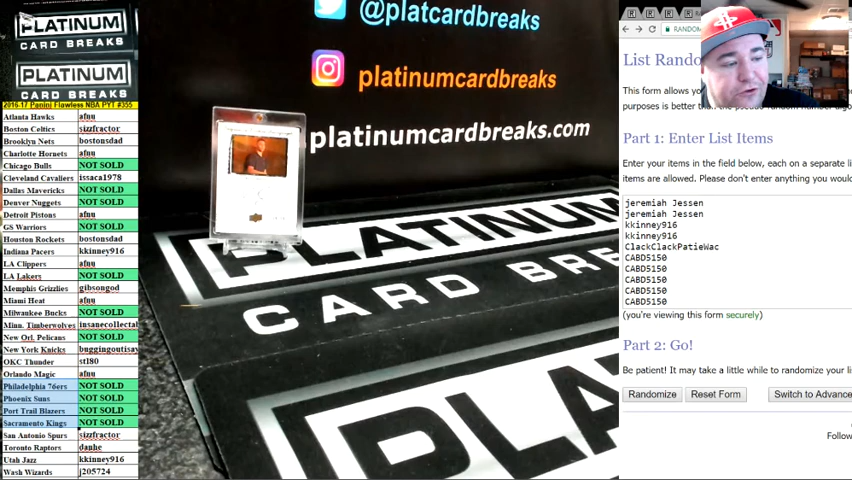 PLATINUM
CARD BREAKS
PLATINUM
CARD BREAKS
2016-17 Panini Flawless NBA PYT #355
Atlanta Hawks afnu
Boston Celtics sizzfractor
Brooklyn Nets bostonsdad
Charlotte Hornets afnu
Chicago Bulls NOT SOLD
Cleveland Cavaliers issaca1978
Dallas Mavericks NOT SOLD
Denver Nuggets NOT SOLD
Detroit Pistons afnu
GS Warriors NOT SOLD
Houston Rockets bostonsdad
Indiana Pacers kkinney916
LA Clippers afnu
LA Lakers NOT SOLD
Memphis Grizzlies gibsongod
Miami Heat afnu
Milwaukee Bucks NOT SOLD
Minn. Timberwolves insanecollectab
New Orl. Pelicans NOT SOLD
New York Knicks buggingoutisay
OKC Thunder stl80
Orlando Magic afnu
Philadelphia 76ers NOT SOLD
Phoenix Suns NOT SOLD
Port Trail Blazers NOT SOLD
Sacramento Kings NOT SOLD
San Antonio Spurs sizzfractor
Toronto Raptors danhe
Utah Jazz kkinney916
Wash Wizards j205724
@platcardbreaks
platinumcardbreaks
platinumcardbreaks.com
PLATINUM
CARD BRE
PLA
List Rando
This form allows yo
purposes is better than
Part 1: Enter List Items
Enter your items in the field below, each on a separate li
items are allowed. Please don't enter anything you would
jeremiah Jessen
jeremiah Jessen
kkinney916
kkinney916
ClackClackPatieWac
CABD5150
CABD5150
CABD5150
CABD5150
CABD5150
(you're viewing this form securely)
Part 2: Go!
Be patient! It may take a little while to randomize your li
Randomize Reset Form Switch to Advance
Follow